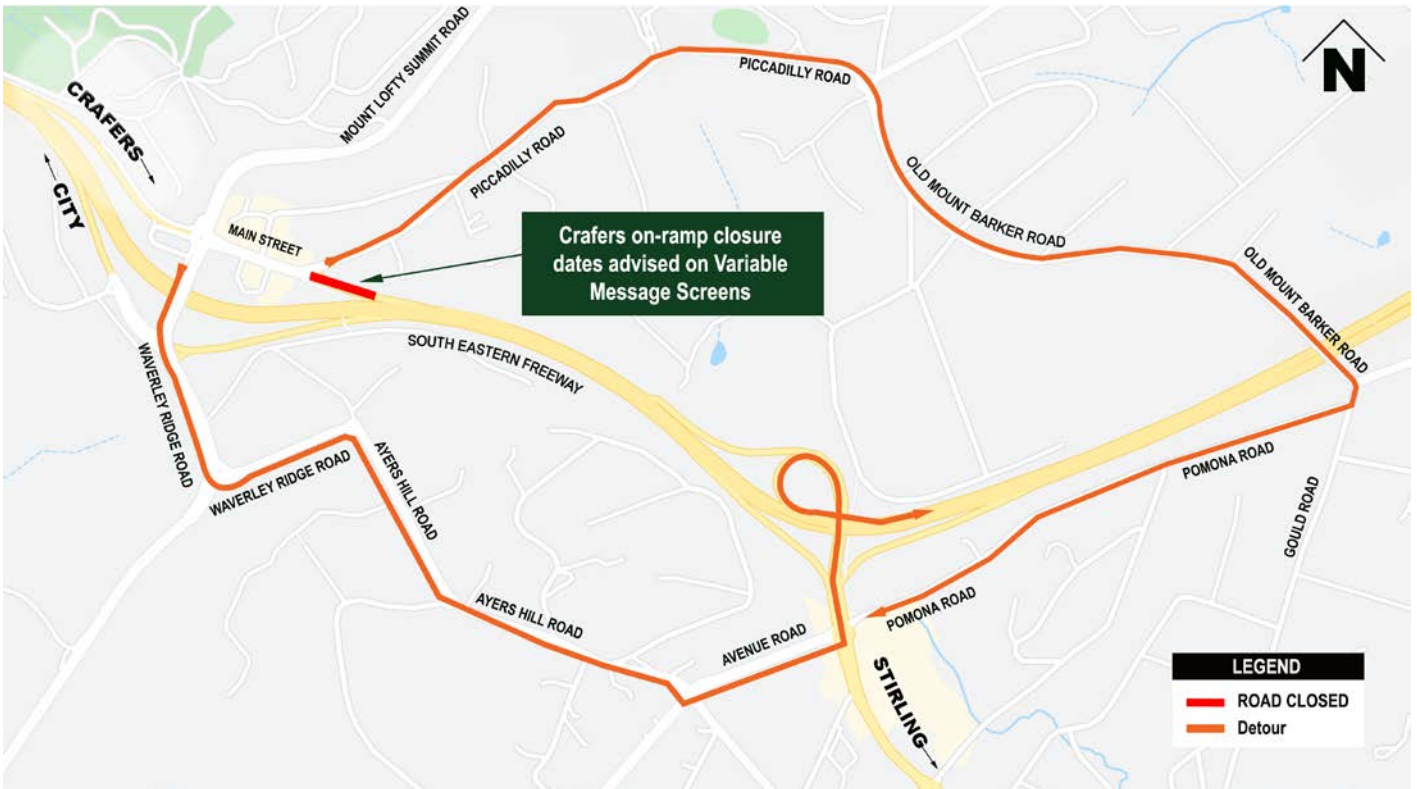 MOUNT LOFTY SUMMIT ROAD
PICCADILLY ROAD
N
CRAFERS
CITY
PICCADILLY ROAD
MAIN STREET
OLD MOUNT BARKER ROAD
Crafers on-ramp closure
dates advised on Variable
Message Screens
OLD MOUNT BARKER ROAD
SOUTH EASTERN FREEWAY
WAVERLEY RIDGE ROAD
WAVERLEY RIDGE ROAD
AYERS HILL ROAD
POMONA ROAD
GOULD ROAD
AYERS HILL ROAD
AVENUE ROAD
POMONA ROAD
STIRLING
LEGEND
ROAD CLOSED
Detour